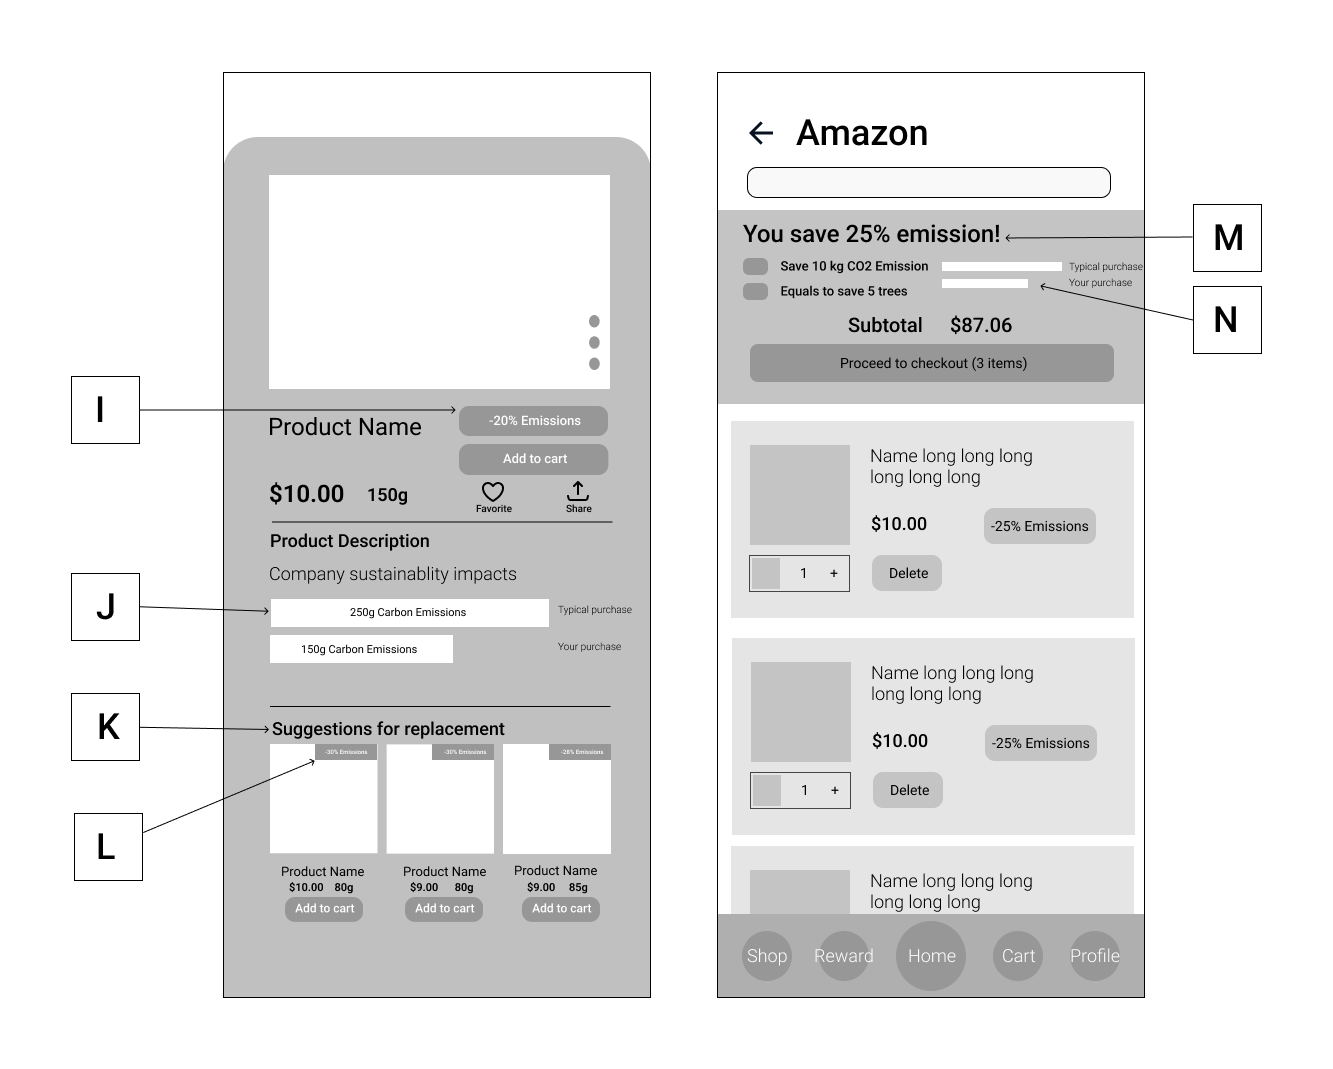 I
J
K
L
Product Name
-20% Emissions
Add to cart
$10.00 150g
Favorite
Share
Product Description
Company sustainablity impacts
250g Carbon Emissions
Typical purchase
150g Carbon Emissions
Your purchase
Suggestions for replacement
-30% Emissions
-30% Emissions
-28% Emissions
Product Name
$10.00 80g
Add to cart
Product Name
$9.00 80g
Add to cart
Product Name
$9.00 85g
Add to cart
Amazon
You save 25% emission!
Save 10 kg CO2 Emission
Typical purchase
Equals to save 5 trees
Your purchase
Subtotal $87.06
Proceed to checkout (3 items)
M
N
Name long long long
long long long
$10.00
-25% Emissions
1 +
Delete
Name long long long
long long long
$10.00
-25% Emissions
1 +
Delete
Name long long long
long long long
Shop
Reward
Home
Cart
Profile